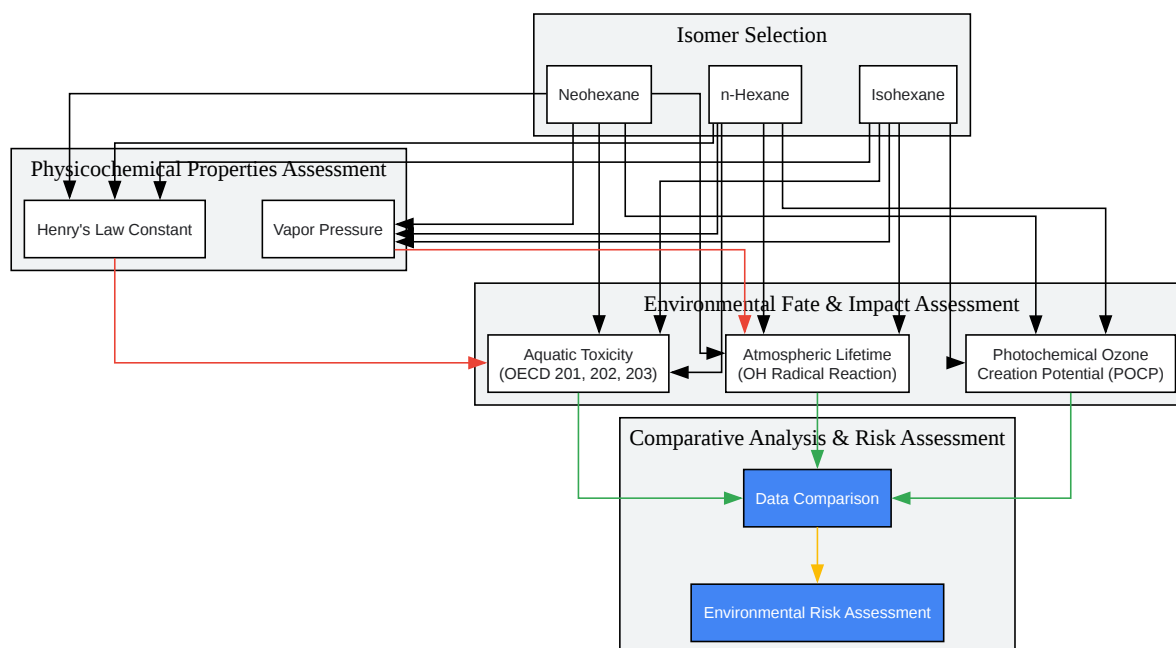 Isomer Selection
Neohexane
n-Hexane
Isohexane
Physicochemical Properties Assessment
Henry's Law Constant
Vapor Pressure
Environmental Fate & Impact Assessment
Aquatic Toxicity
(OECD 201, 202, 203)
Atmospheric Lifetime
(OH Radical Reaction)
Photochemical Ozone
Creation Potential (POCP)
Comparative Analysis & Risk Assessment
Data Comparison
Environmental Risk Assessment